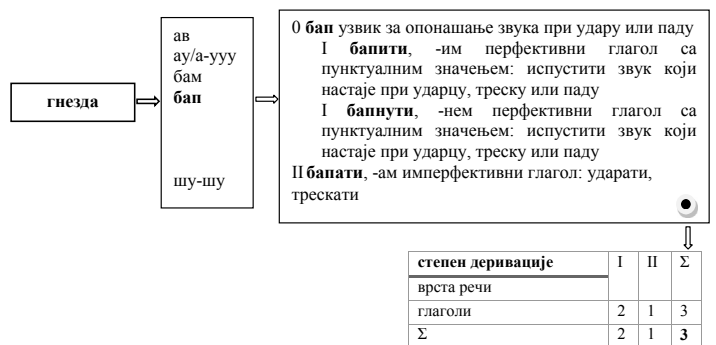 гнезда
ав
ау/а-ууу
бам
бап
шу-шу
0 бап узвик за опонашање звука при удару или паду
I бапити, -им перфективни глагол са
пунктуалним значењем: испустити звук који
настаје при ударцу, треску или паду
I бапнути, -нем перфективни глагол са
пунктуалним значењем: испустити звук који
настаје при ударцу, треску или паду
II бапати, -ам имперфективни глагол: ударати,
трескати
степен деривације I II Σ
врста речи
глаголи 2 1 3
Σ 2 1 3